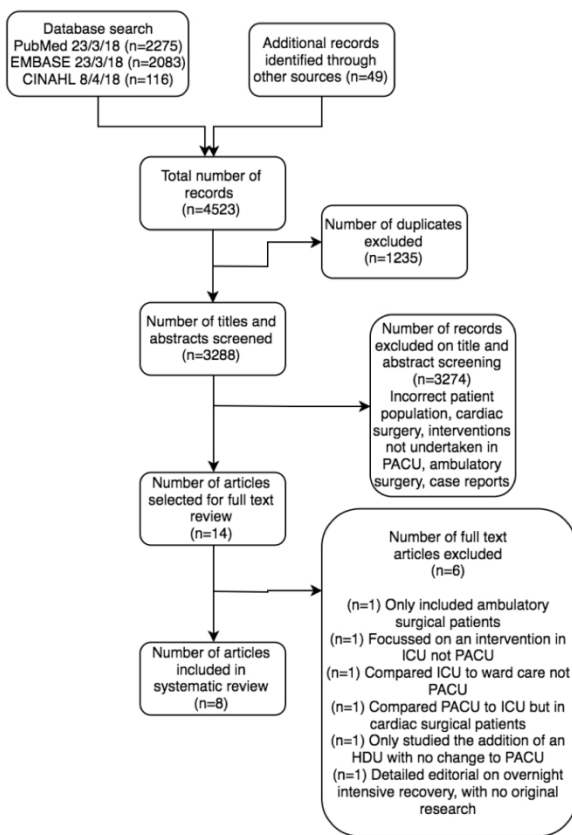 Database search
PubMed 23/3/18 (n=2275)
EMBASE 23/3/18 (n=2083)
CINAHL 8/4/18 (n=116)
Additional records
identified through
other sources (n=49)
Total number of
records
(n=4523)
Number of duplicates
excluded
(n=1235)
Number of titles and
abstracts screened
(n=3288)
Number of records
excluded on title and
abstract screening
(n=3274)
Incorrect patient
population, cardiac
surgery, interventions
not undertaken in
PACU, ambulatory
surgery, case reports
Number of articles
selected for full text
review
(n=14)
Number of full text
articles excluded
(n=6)
(n=1) Only included ambulatory
surgical patients
(n=1) Focussed on an intervention in
ICU not PACU
(n=1) Compared ICU to ward care not
PACU
(n=1) Compared PACU to ICU but in
cardiac surgical patients
(n=1) Only studied the addition of an
HDU with no change to PACU
(n=1) Detailed editorial on overnight
intensive recovery, with no original
research
Number of articles
included in
systematic review
(n=8)